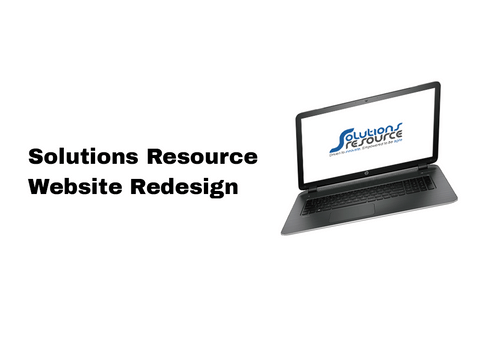 Solutions Resource
Website Redesign
Solutions
resource